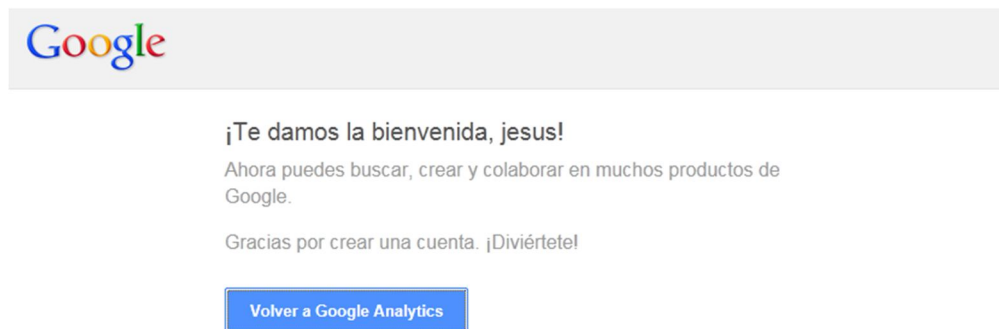 Google
¡Te damos la bienvenida, jesus!
Ahora puedes buscar, crear y colaborar en muchos productos de
Google.
Gracias por crear una cuenta. ¡Diviértete!
Volver a Google Analytics